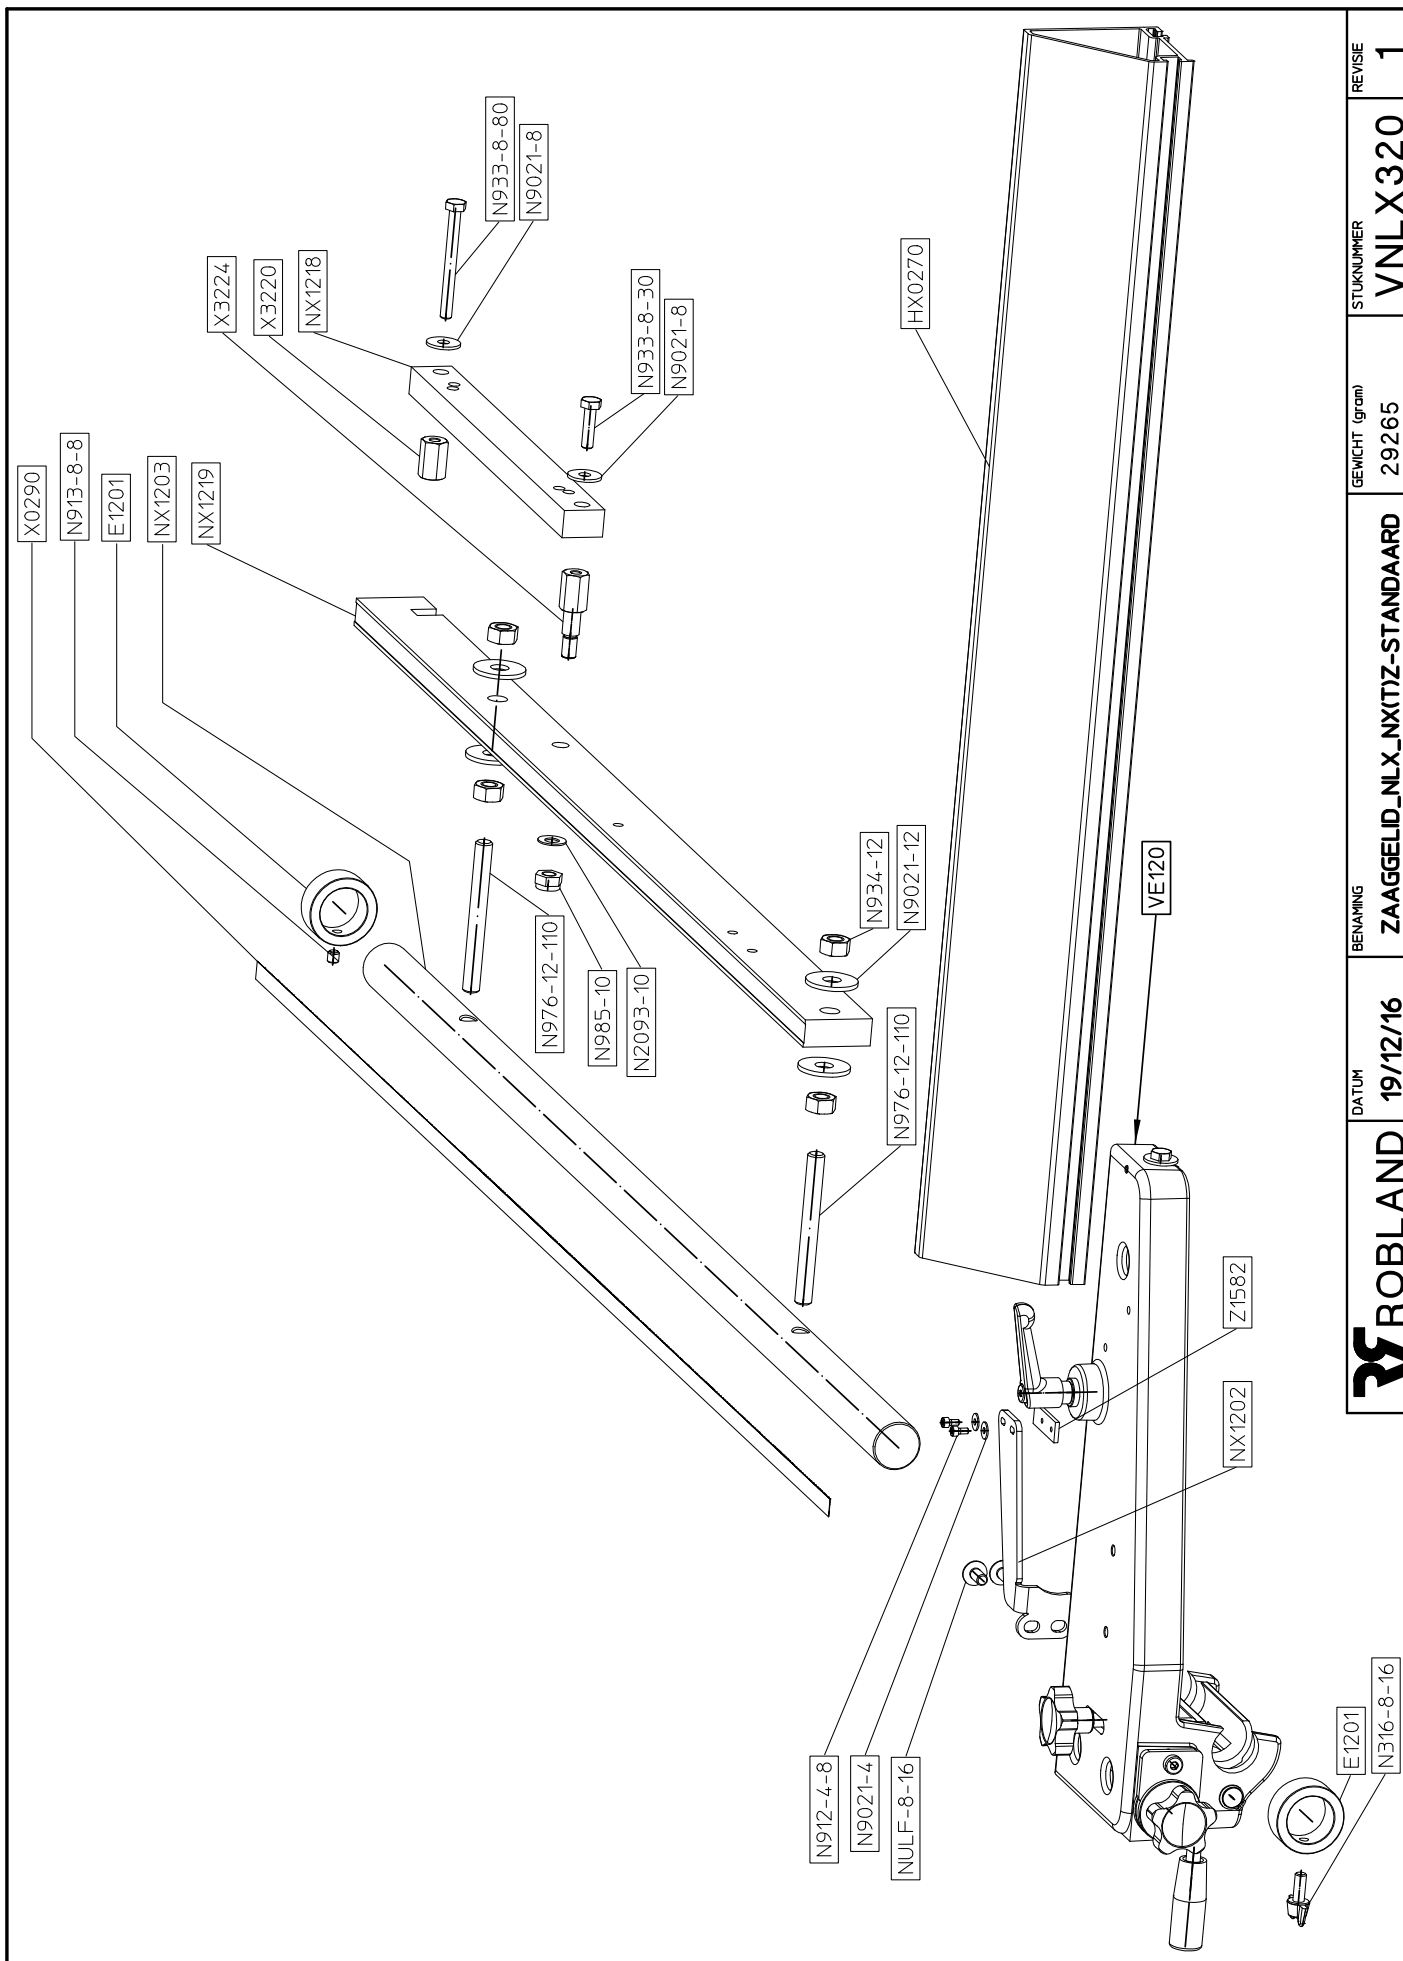 X0290
N913-8-8
E1201
NX1203
NX1219
X3224
X3220
NX1218
N933-8-80
N9021-8
N933-8-30
N9021-8
HX0270
N976-12-110
N985-10
N2093-10
N934-12
N9021-12
N976-12-110
VE120
Z1582
NX1202
N912-4-8
N9021-4
NULF-8-16
E1201
N316-8-16
ROBLAND
DATUM
19/12/16
BENAMING
ZAAGGELID_NLX_NX(T)Z-STANDAARD
GEWICHT (gram)
29265
STUKNUMMER
VNLX320
REVISIE
1